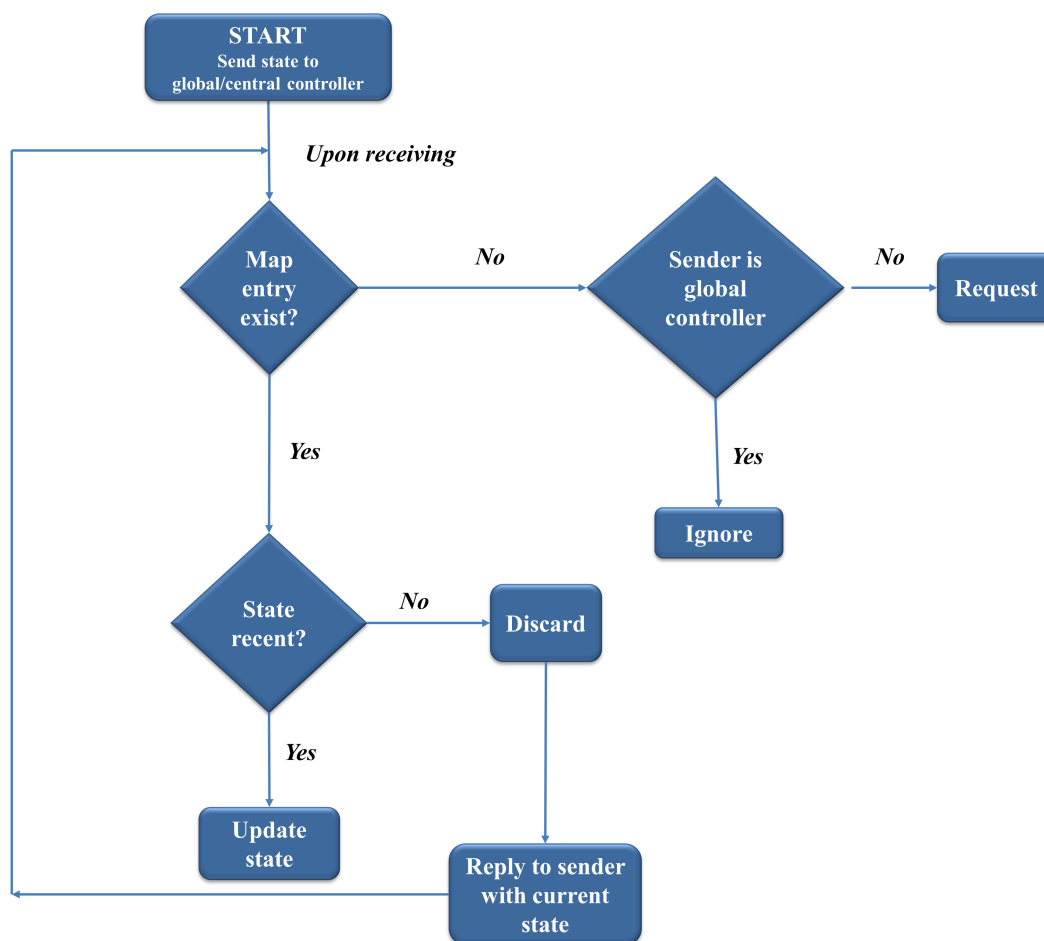 START
Send state to
global/central controller
Upon receiving
Map
entry
exist?
No
Sender is
global
controller
No
Request
Yes
Yes
Ignore
State
recent?
No
Discard
Yes
Update
state
Reply to sender
with current
state